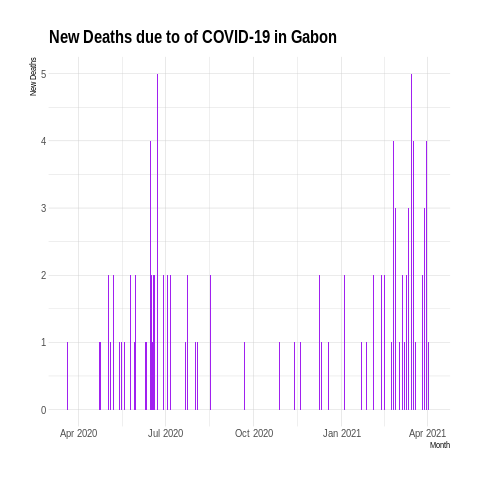 New Deaths due to of COVID-19 in Gabon
New Deaths
5
4
3
2
1
0
Apr 2020 Jul 2020 Oct 2020 Jan 2021 Apr 2021
Month